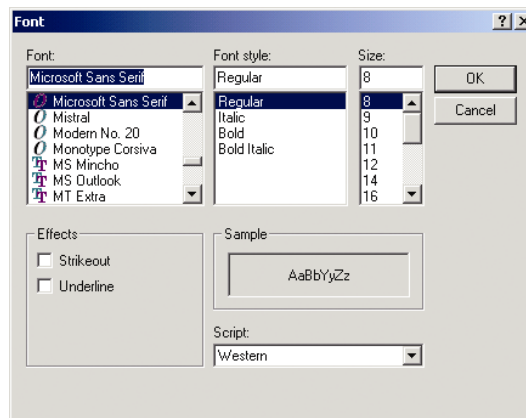 Font
Font:
Microsoft Sans Serif
Microsoft Sans Serif
Mistral
Modern No. 20
Monotype Corsiva
MS Mincho
MS Outlook
MT Extra
Font style:
Regular
Regular
Italic
Bold
Bold Italic
Size:
8
8
9
10
11
12
14
16
OK
Cancel
Effects
Strikeout
Underline
Sample
AaBbYyZz
Script:
Western